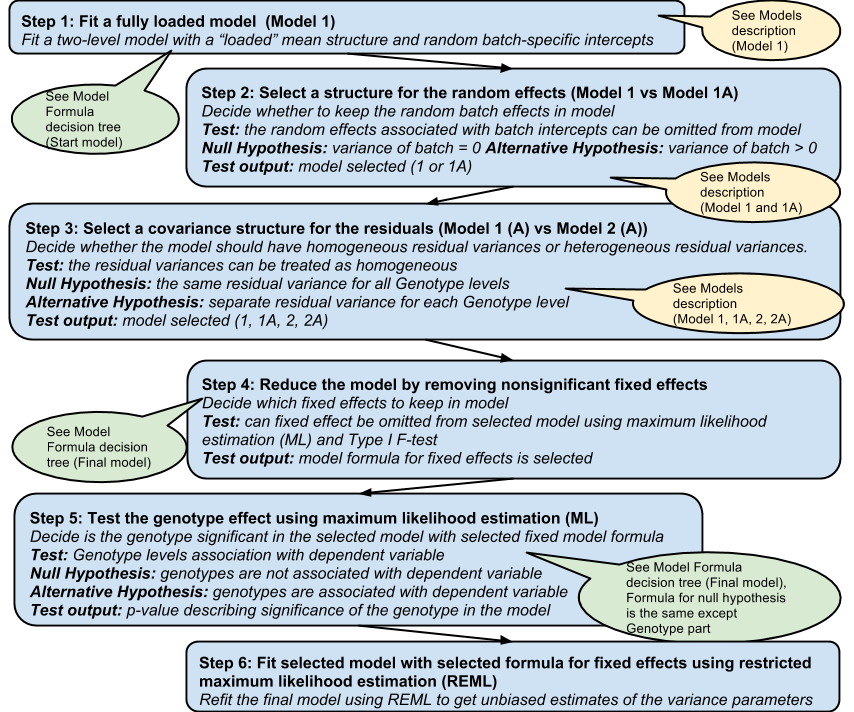 Step 1: Fit a fully loaded model  (Model 1)
Fit a two-level model with a “loaded” mean structure and random batch-specific intercepts
See Models
description
(Model 1)
See Model
Formula
decision tree
(Start model)
Step 2: Select a structure for the random effects (Model 1 vs Model 1A)
Decide whether to keep the random batch effects in model
Test: the random effects associated with batch intercepts can be omitted from model
Null Hypothesis: variance of batch = 0 Alternative Hypothesis: variance of batch > 0
Test output: model selected (1 or 1A)
See Models
description
(Model 1 and 1A)
Step 3: Select a covariance structure for the residuals (Model 1 (A) vs Model 2 (A))
Decide whether the model should have homogeneous residual variances or heterogeneous residual variances.
Test: the residual variances can be treated as homogeneous
Null Hypothesis: the same residual variance for all Genotype levels
Alternative Hypothesis: separate residual variance for each Genotype level
Test output: model selected (1, 1A, 2, 2A)
See Models
description
(Model 1, 1A, 2, 2A)
Step 4: Reduce the model by removing nonsignificant fixed effects
Decide which fixed effects to keep in model
Test: can fixed effect be omitted from selected model using maximum likelihood
estimation (ML) and Type I F-test
Test output: model formula for fixed effects is selected
See Model
Formula decision
tree (Final model)
Step 5: Test the genotype effect using maximum likelihood estimation (ML)
Decide is the genotype significant in the selected model with selected fixed model formula
Test: Genotype levels association with dependent variable
Null Hypothesis: genotypes are not associated with dependent variable
Alternative Hypothesis: genotypes are associated with dependent variable
Test output: p-value describing significance of the genotype in the model
See Model Formula
decision tree (Final model),
Formula for null hypothesis
is the same except
Genotype part
Step 6: Fit selected model with selected formula for fixed effects using restricted
maximum likelihood estimation (REML)
Refit the final model using REML to get unbiased estimates of the variance parameters